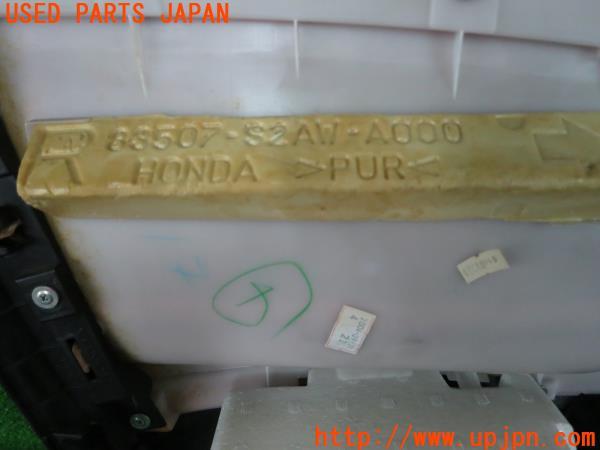 USED PARTS JAPAN
R 83507-S2AW-A000
HONDA >PUR<
http://www.upjpn.com